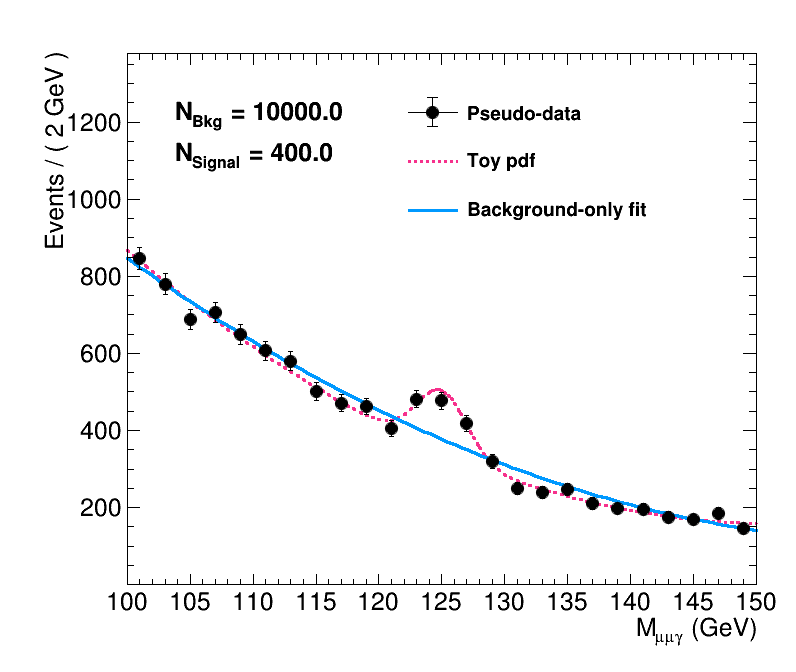 Events / ( 2 GeV )
1200
1000
800
600
400
200
N_Bkg = 10000.0
N_Signal = 400.0
Pseudo-data
Toy pdf
Background-only fit
100 105 110 115 120 125 130 135 140 145 150
M_μμγ (GeV)